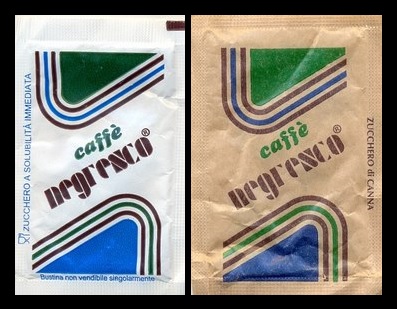 ZUCCHERO A SOLUBILITÀ IMMEDIATA
caffè
negresco®
Bustina non vendibile singolarmente
caffè
negresco®
ZUCCHERO di CANNA